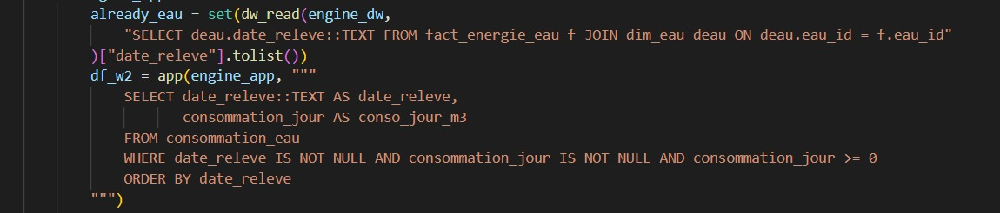 already_eau = set(dw_read(engine_dw,
"SELECT deau.date_releve::TEXT FROM fact_energie_eau f JOIN dim_eau deau ON deau.eau_id = f.eau_id"
)["date_releve"].tolist())
df_w2 = app(engine_app, """
SELECT date_releve::TEXT AS date_releve,
consommation_jour AS conso_jour_m3
FROM consommation_eau
WHERE date_releve IS NOT NULL AND consommation_jour IS NOT NULL AND consommation_jour >= 0
ORDER BY date_releve
""")